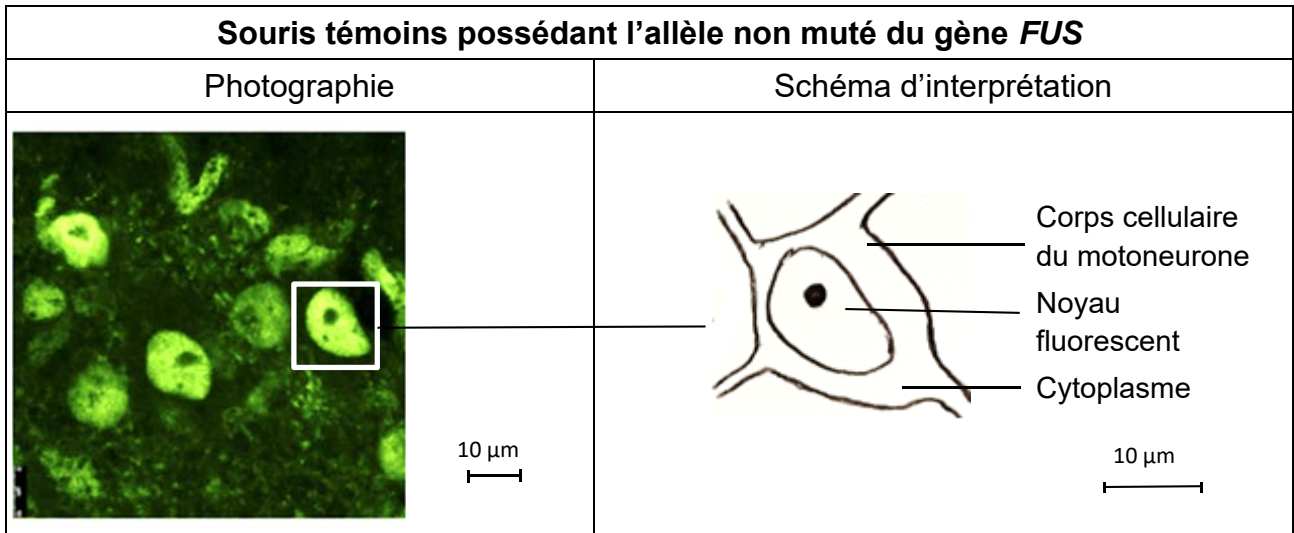 Souris témoins possédant l’allèle non muté du gène FUS
Photographie
Schéma d’interprétation
Corps cellulaire
du motoneurone
Noyau
fluorescent
Cytoplasme
10 µm
10 µm